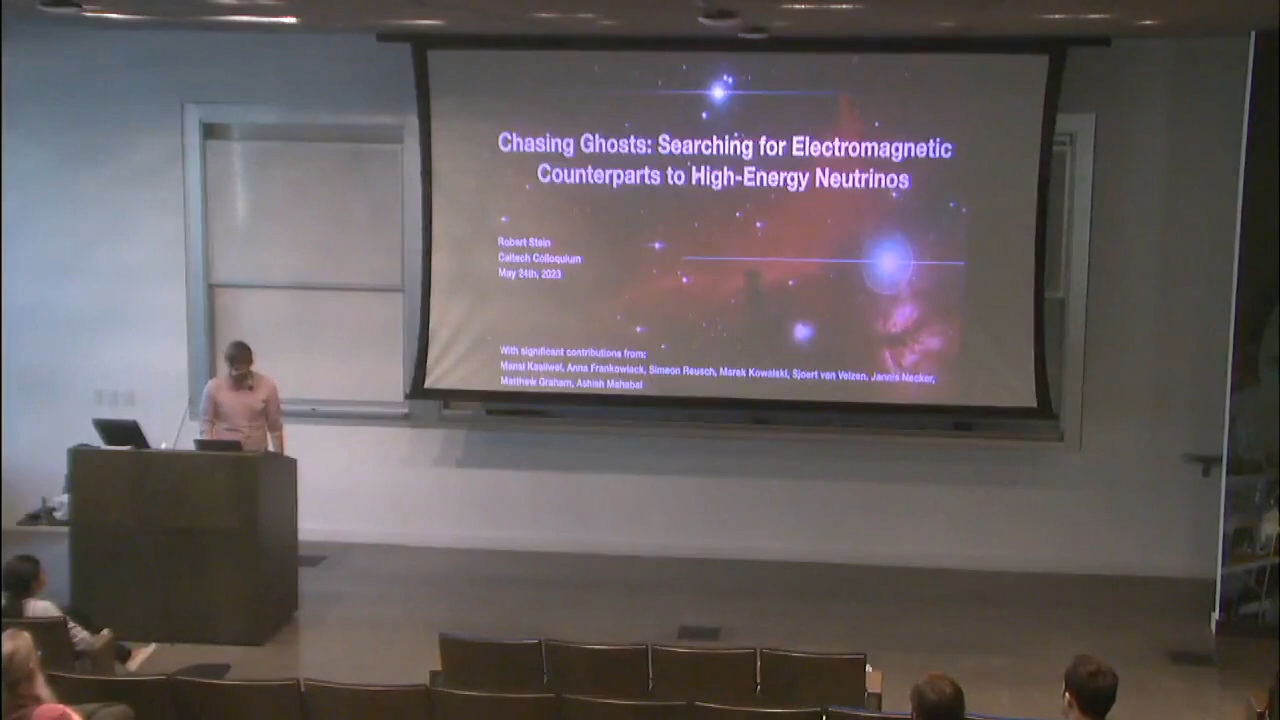 Chasing Ghosts: Searching for Electromagnetic
Counterparts to High-Energy Neutrinos
Robert Stein
Caltech Colloquium
May 24th, 2023
With significant contributions from:
Mansi Kasliwal, Anna Frankowiack, Simeon Reusch, Marek Kowalski, Sjoert van Velzen, Jannis Necker,
Matthew Graham, Ashish Mahabal